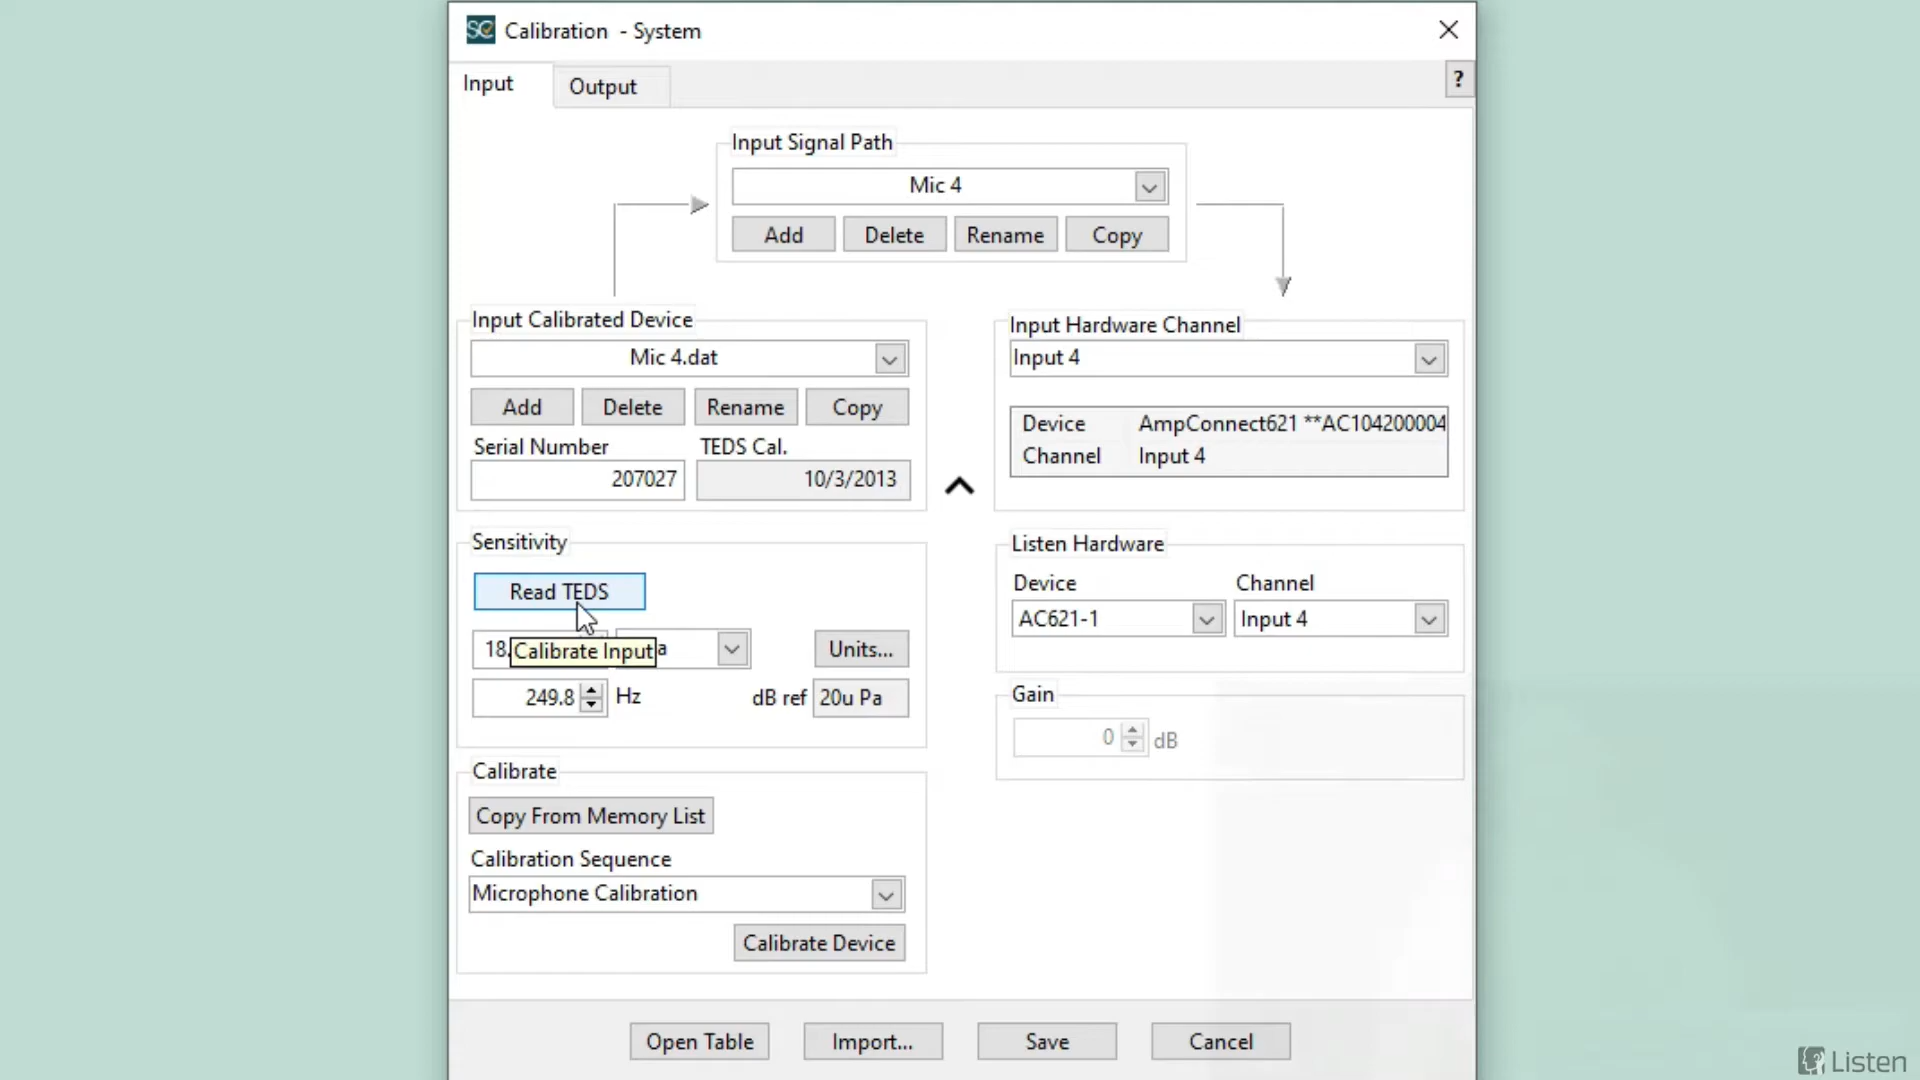 SC Calibration - System
Input
Output
?
Input Signal Path
Mic 4
Add Delete Rename Copy
Input Calibrated Device
Mic 4.dat
Add Delete Rename Copy
Serial Number TEDS Cal.
207027 10/3/2013
Input Hardware Channel
Input 4
Device AmpConnect621 **AC104200004
Channel Input 4
Sensitivity
Read TEDS
18. a Units...
Calibrate Input
249.8 Hz dB ref 20u Pa
Listen Hardware
Device Channel
AC621-1 Input 4
Gain
0 dB
Calibrate
Copy From Memory List
Calibration Sequence
Microphone Calibration
Calibrate Device
Open Table Import... Save Cancel
Listen